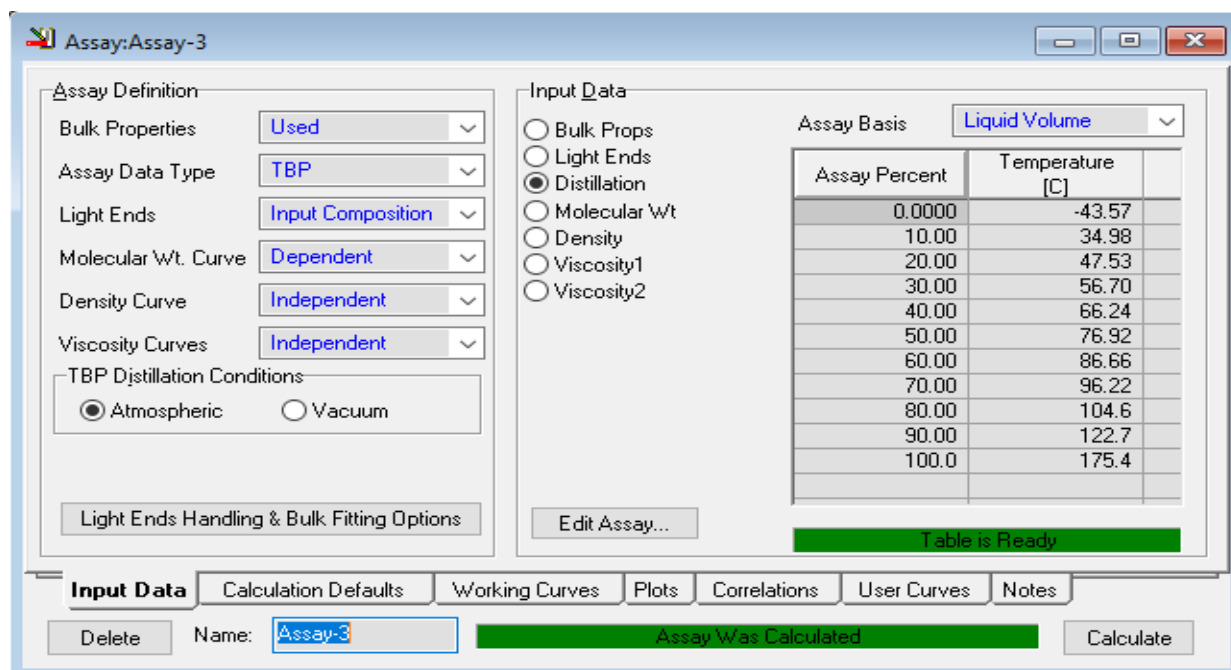 Assay:Assay-3
Assay Definition
Bulk Properties Used
Assay Data Type TBP
Light Ends Input Composition
Molecular Wt. Curve Dependent
Density Curve Independent
Viscosity Curves Independent
TBP Distillation Conditions
Atmospheric Vacuum
Light Ends Handling & Bulk Fitting Options
Input Data
Bulk Props
Light Ends
Distillation
Molecular Wt
Density
Viscosity1
Viscosity2
Edit Assay...
Assay Basis Liquid Volume
Assay Percent Temperature [C]
0.0000 -43.57
10.00 34.98
20.00 47.53
30.00 56.70
40.00 66.24
50.00 76.92
60.00 86.66
70.00 96.22
80.00 104.6
90.00 122.7
100.0 175.4
Table is Ready
Input Data Calculation Defaults Working Curves Plots Correlations User Curves Notes
Delete Name: Assay-3 Assay Was Calculated Calculate